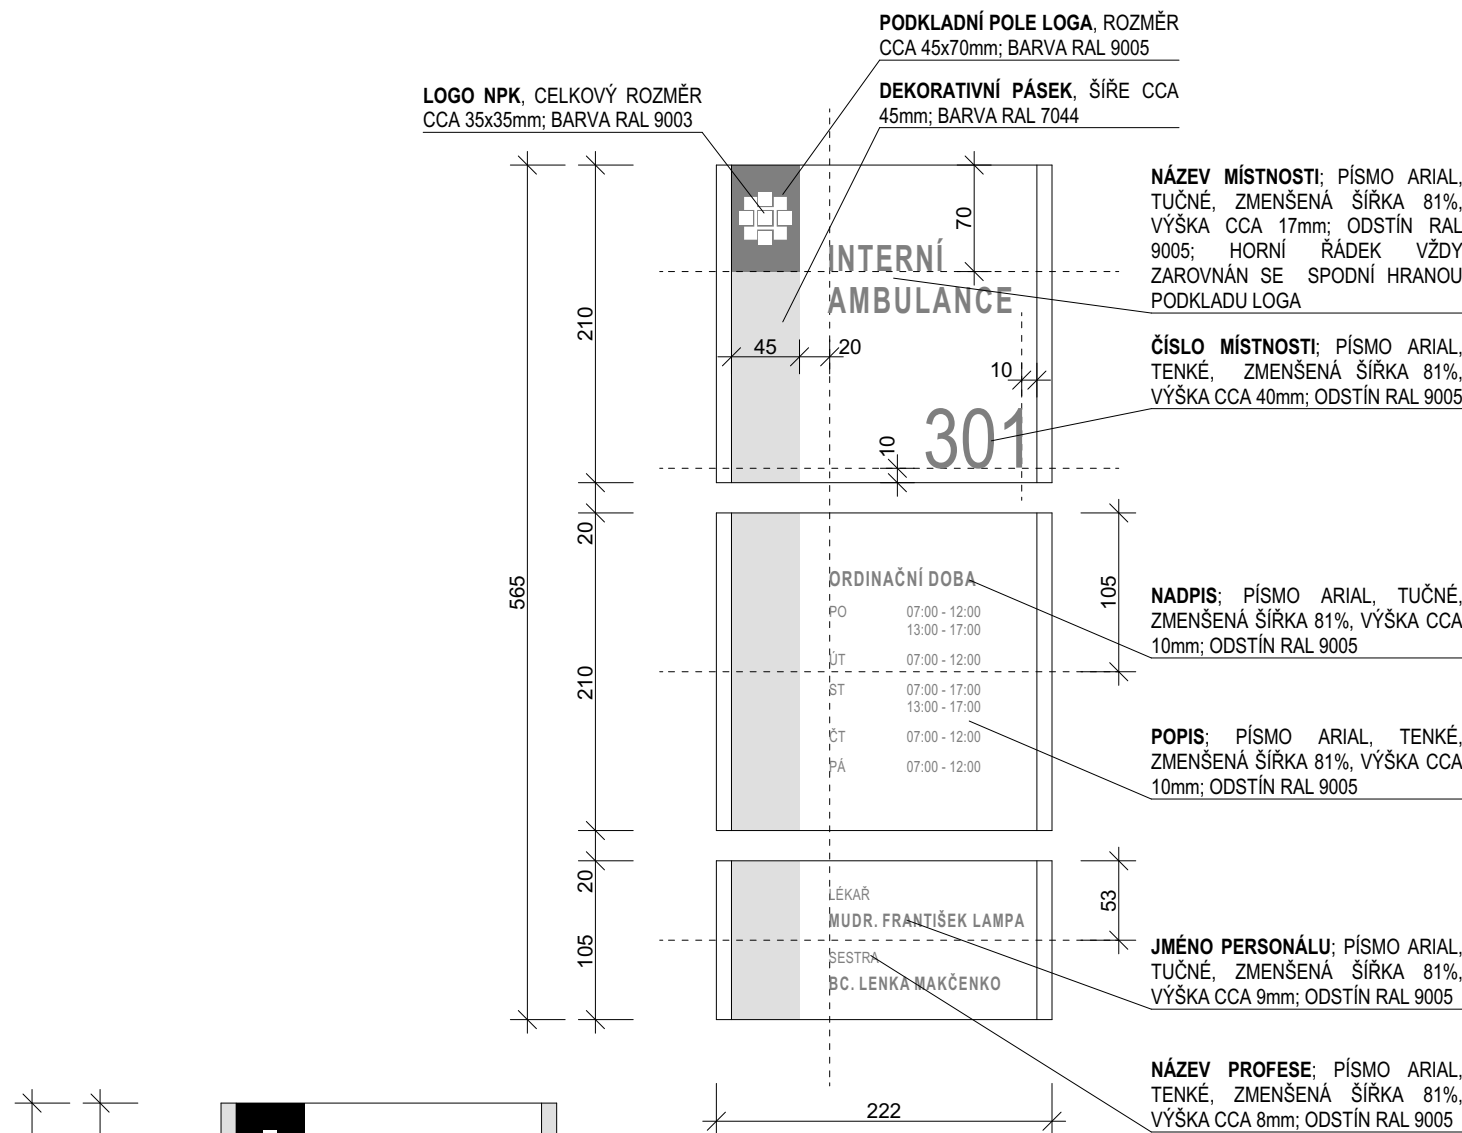 PODKLADNÍ POLE LOGA, ROZMĚR
CCA 45x70mm; BARVA RAL 9005
LOGO NPK, CELKOVÝ ROZMĚR
CCA 35x35mm; BARVA RAL 9003
DEKORATIVNÍ PÁSEK, ŠÍŘE CCA
45mm; BARVA RAL 7044
NÁZEV MÍSTNOSTI; PÍSMO ARIAL,
TUČNÉ, ZMENŠENÁ ŠÍŘKA 81%,
VÝŠKA CCA 17mm; ODSTÍN RAL
9005; HORNÍ ŘÁDEK VŽDY
ZAROVNÁN SE SPODNÍ HRANOU
PODKLADU LOGA
70
INTERNÍ
AMBULANCE
210
45
20
10
ČÍSLO MÍSTNOSTI; PÍSMO ARIAL,
TENKÉ, ZMENŠENÁ ŠÍŘKA 81%,
VÝŠKA CCA 40mm; ODSTÍN RAL 9005
301
10
20
565
210
105
ORDINAČNÍ DOBA
PO 07:00 - 12:00
13:00 - 17:00
ÚT 07:00 - 12:00
ST 07:00 - 17:00
13:00 - 17:00
ČT 07:00 - 12:00
PÁ 07:00 - 12:00
NADPIS; PÍSMO ARIAL, TUČNÉ,
ZMENŠENÁ ŠÍŘKA 81%, VÝŠKA CCA
10mm; ODSTÍN RAL 9005
POPIS; PÍSMO ARIAL, TENKÉ,
ZMENŠENÁ ŠÍŘKA 81%, VÝŠKA CCA
10mm; ODSTÍN RAL 9005
20
105
53
LÉKAŘ
MUDR. FRANTIŠEK LAMPA
SESTRA
BC. LENKA MAKČENKO
JMÉNO PERSONÁLU; PÍSMO ARIAL,
TUČNÉ, ZMENŠENÁ ŠÍŘKA 81%,
VÝŠKA CCA 9mm; ODSTÍN RAL 9005
NÁZEV PROFESE; PÍSMO ARIAL,
TENKÉ, ZMENŠENÁ ŠÍŘKA 81%,
VÝŠKA CCA 8mm; ODSTÍN RAL 9005
222